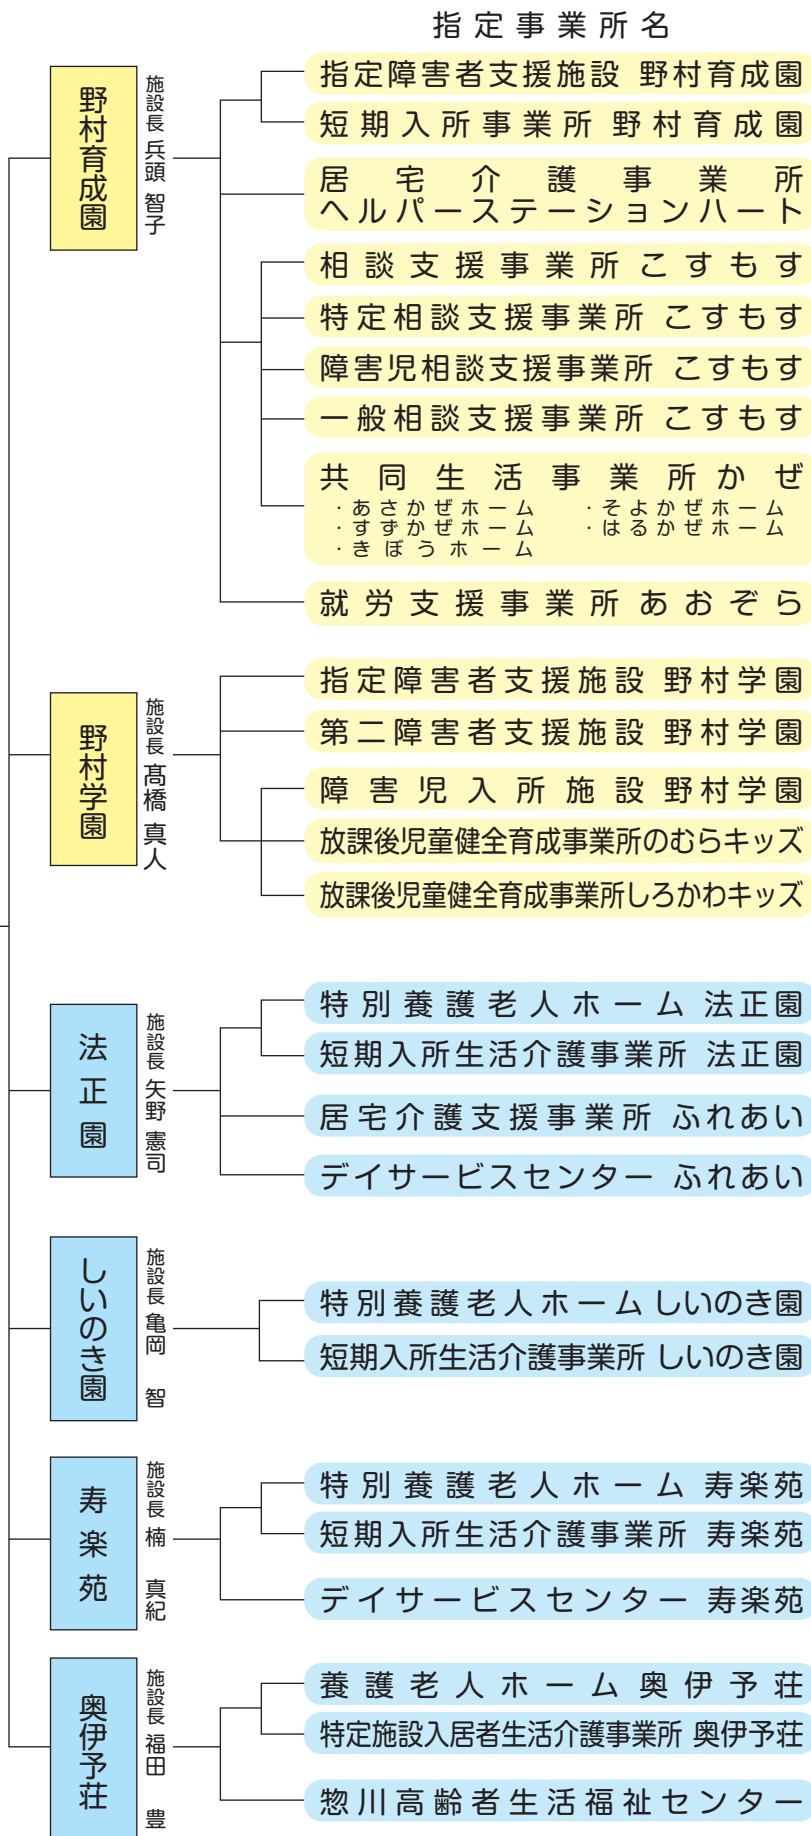 指定事業所名
野村育成園
施設長 兵頭 智子
指定障害者支援施設 野村育成園
短期入所事業所 野村育成園
居宅介護事業所
ヘルパーステーションハート
相談支援事業所こすもす
特定相談支援事業所 こすもす
障害児相談支援事業所 こすもす
一般相談支援事業所 こすもす
共同生活事業所かぜ
・あさかぜホーム ・そよかぜホーム
・すずかぜホーム ・はるかぜホーム
・きぼうホーム
就労支援事業所あおぞら
野村学園
施設長 髙橋 真人
指定障害者支援施設 野村学園
第二障害者支援施設 野村学園
障害児入所施設 野村学園
放課後児童健全育成事業所のむらキッズ
放課後児童健全育成事業所しろかわキッズ
法正園
施設長 矢野 憲司
特別養護老人ホーム 法正園
短期入所生活介護事業所 法正園
居宅介護支援事業所 ふれあい
デイサービスセンター ふれあい
しいのき園
施設長 亀岡 智
特別養護老人ホーム しいのき園
短期入所生活介護事業所 しいのき園
寿楽苑
施設長 楠 真紀
特別養護老人ホーム 寿楽苑
短期入所生活介護事業所 寿楽苑
デイサービスセンター 寿楽苑
奥伊予荘
施設長 福田 豊
養護老人ホーム奥伊予荘
特定施設入居者生活介護事業所 奥伊予荘
惣川高齢者生活福祉センター